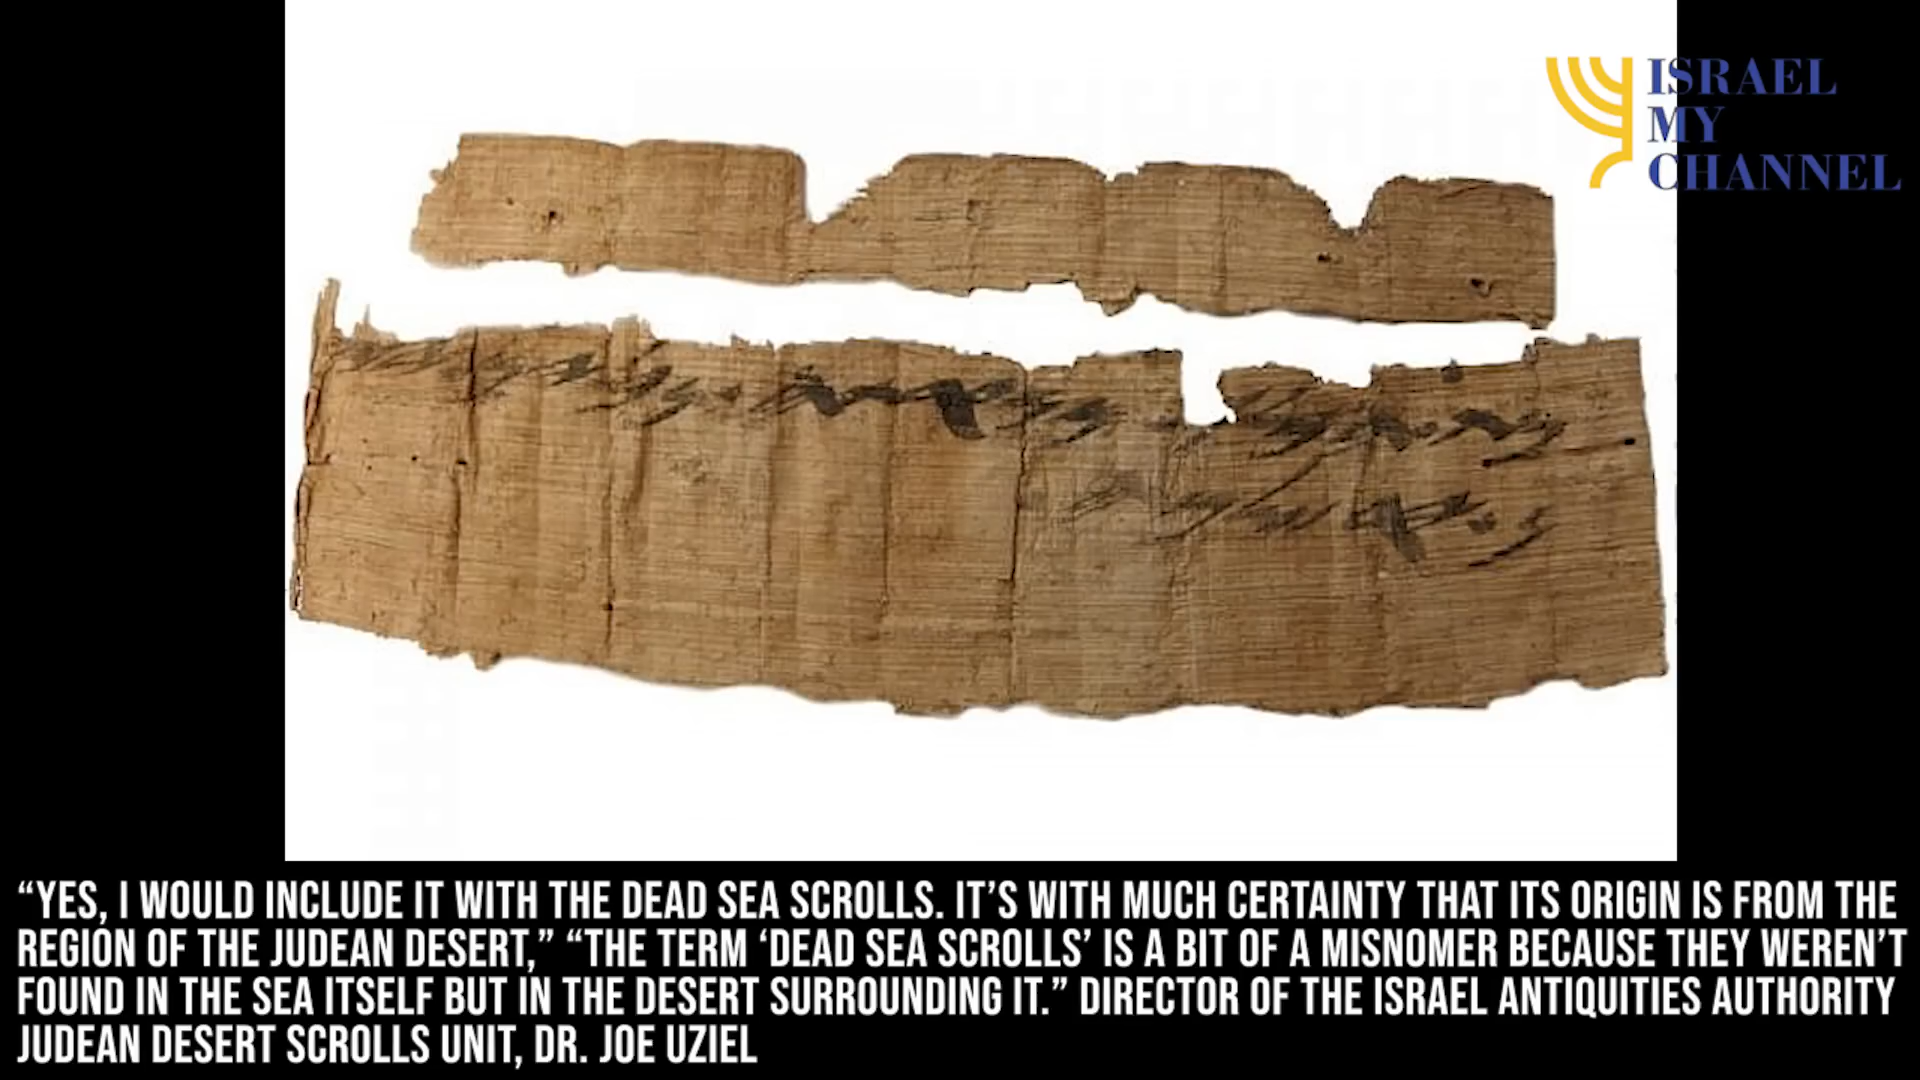 ISRAEL
MY
CHANNEL
“YES, I WOULD INCLUDE IT WITH THE DEAD SEA SCROLLS. IT’S WITH MUCH CERTAINTY THAT ITS ORIGIN IS FROM THE
REGION OF THE JUDEAN DESERT,” “THE TERM ‘DEAD SEA SCROLLS’ IS A BIT OF A MISNOMER BECAUSE THEY WEREN’T
FOUND IN THE SEA ITSELF BUT IN THE DESERT SURROUNDING IT.” DIRECTOR OF THE ISRAEL ANTIQUITIES AUTHORITY
JUDEAN DESERT SCROLLS UNIT, DR. JOE UZIEL